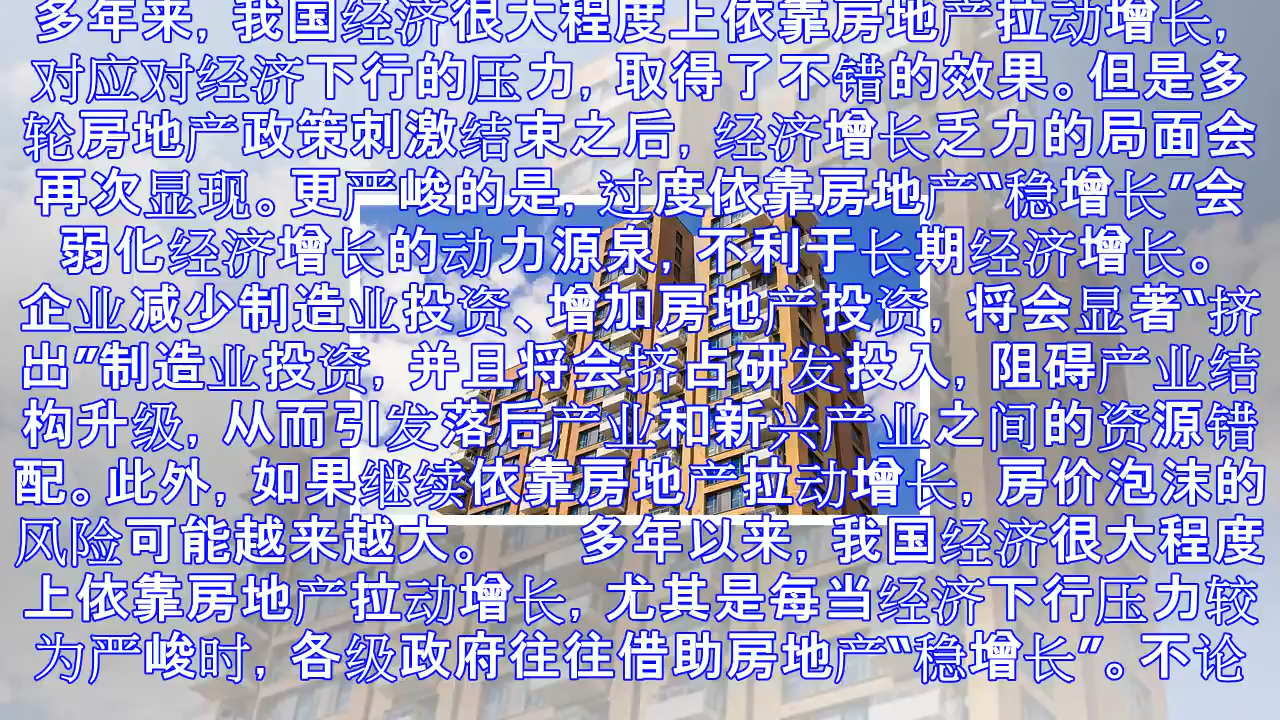 多年来, 我国经济很大程度上依靠房地产拉动增长,
对应对经济下行的压力, 取得了不错的效果。但是多
轮房地产政策刺激结束之后, 经济增长乏力的局面会
再次显现。更严峻的是, 过度依靠房地产“稳增长”会
弱化经济增长的动力源泉, 不利于长期经济增长。
企业减少制造业投资、增加房地产投资, 将会显著“挤
出”制造业投资, 并且将会挤占研发投入, 阻碍产业结
构升级, 从而引发落后产业和新兴产业之间的资源错
配。此外, 如果继续依靠房地产拉动增长, 房价泡沫的
风险可能越来越大。 多年以来, 我国经济很大程度
上依靠房地产拉动增长, 尤其是每当经济下行压力较
为严峻时, 各级政府往往借助房地产“稳增长”。不论